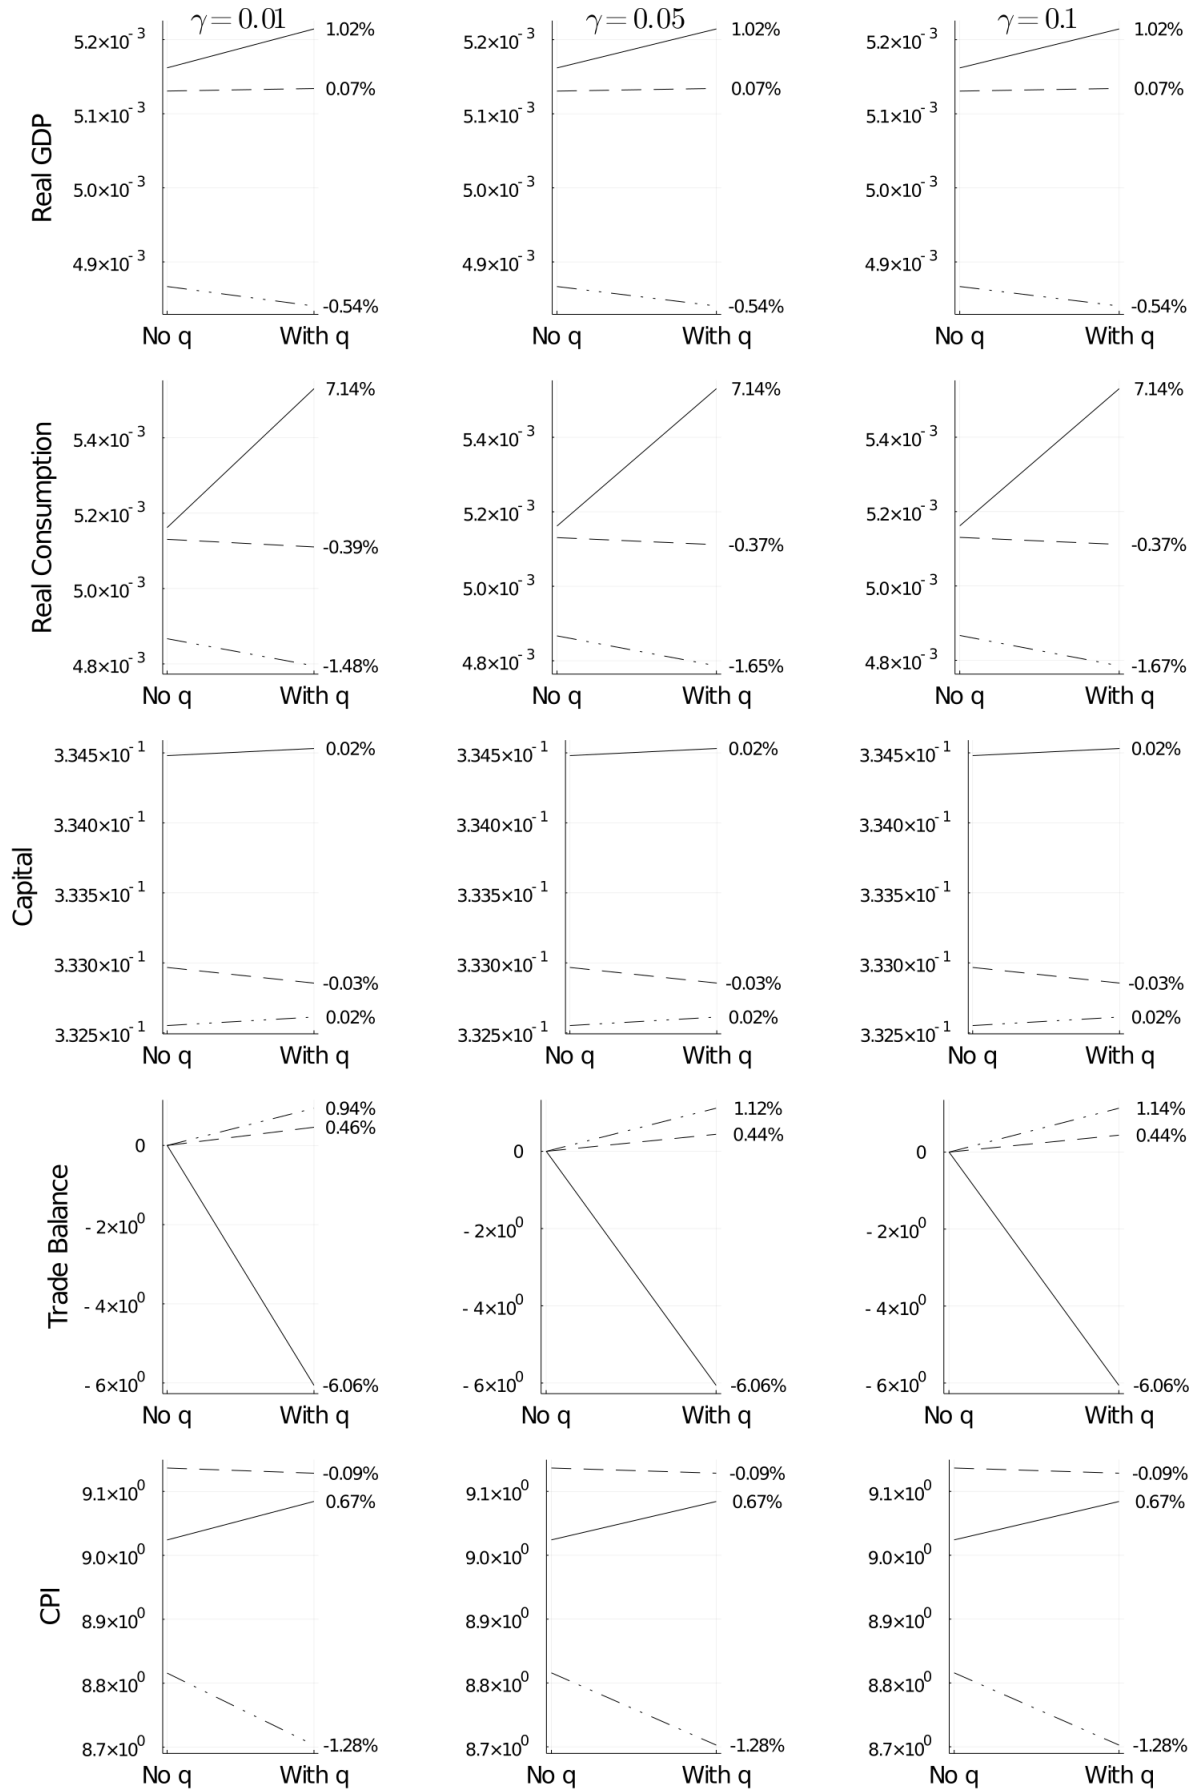 γ = 0.01 γ = 0.05 γ = 0.1
Real GDP
5.2×10⁻³ 1.02% 5.2×10⁻³ 1.02% 5.2×10⁻³ 1.02%
0.07% 0.07% 0.07%
5.1×10⁻³ 5.1×10⁻³ 5.1×10⁻³
5.0×10⁻³ 5.0×10⁻³ 5.0×10⁻³
4.9×10⁻³ 4.9×10⁻³ 4.9×10⁻³
-0.54% -0.54% -0.54%
No q With q No q With q No q With q
Real Consumption
7.14% 7.14% 7.14%
5.4×10⁻³ 5.4×10⁻³ 5.4×10⁻³
5.2×10⁻³ 5.2×10⁻³ 5.2×10⁻³
-0.39% -0.37% -0.37%
5.0×10⁻³ 5.0×10⁻³ 5.0×10⁻³
4.8×10⁻³ -1.48% 4.8×10⁻³ -1.65% 4.8×10⁻³ -1.67%
No q With q No q With q No q With q
Capital
3.345×10⁻¹ 0.02% 3.345×10⁻¹ 0.02% 3.345×10⁻¹ 0.02%
3.340×10⁻¹ 3.340×10⁻¹ 3.340×10⁻¹
3.335×10⁻¹ 3.335×10⁻¹ 3.335×10⁻¹
3.330×10⁻¹ 3.330×10⁻¹ 3.330×10⁻¹
-0.03% -0.03% -0.03%
0.02% 0.02% 0.02%
3.325×10⁻¹ 3.325×10⁻¹ 3.325×10⁻¹
No q With q No q With q No q With q
Trade Balance
0.94% 1.12% 1.14%
0.46% 0.44% 0.44%
0 0 0
- 2×10⁰ - 2×10⁰ - 2×10⁰
- 4×10⁰ - 4×10⁰ - 4×10⁰
- 6×10⁰ -6.06% - 6×10⁰ -6.06% - 6×10⁰ -6.06%
No q With q No q With q No q With q
CPI
-0.09% -0.09% -0.09%
9.1×10⁰ 0.67% 9.1×10⁰ 0.67% 9.1×10⁰ 0.67%
9.0×10⁰ 9.0×10⁰ 9.0×10⁰
8.9×10⁰ 8.9×10⁰ 8.9×10⁰
8.8×10⁰ 8.8×10⁰ 8.8×10⁰
8.7×10⁰ -1.28% 8.7×10⁰ -1.28% 8.7×10⁰ -1.28%
No q With q No q With q No q With q